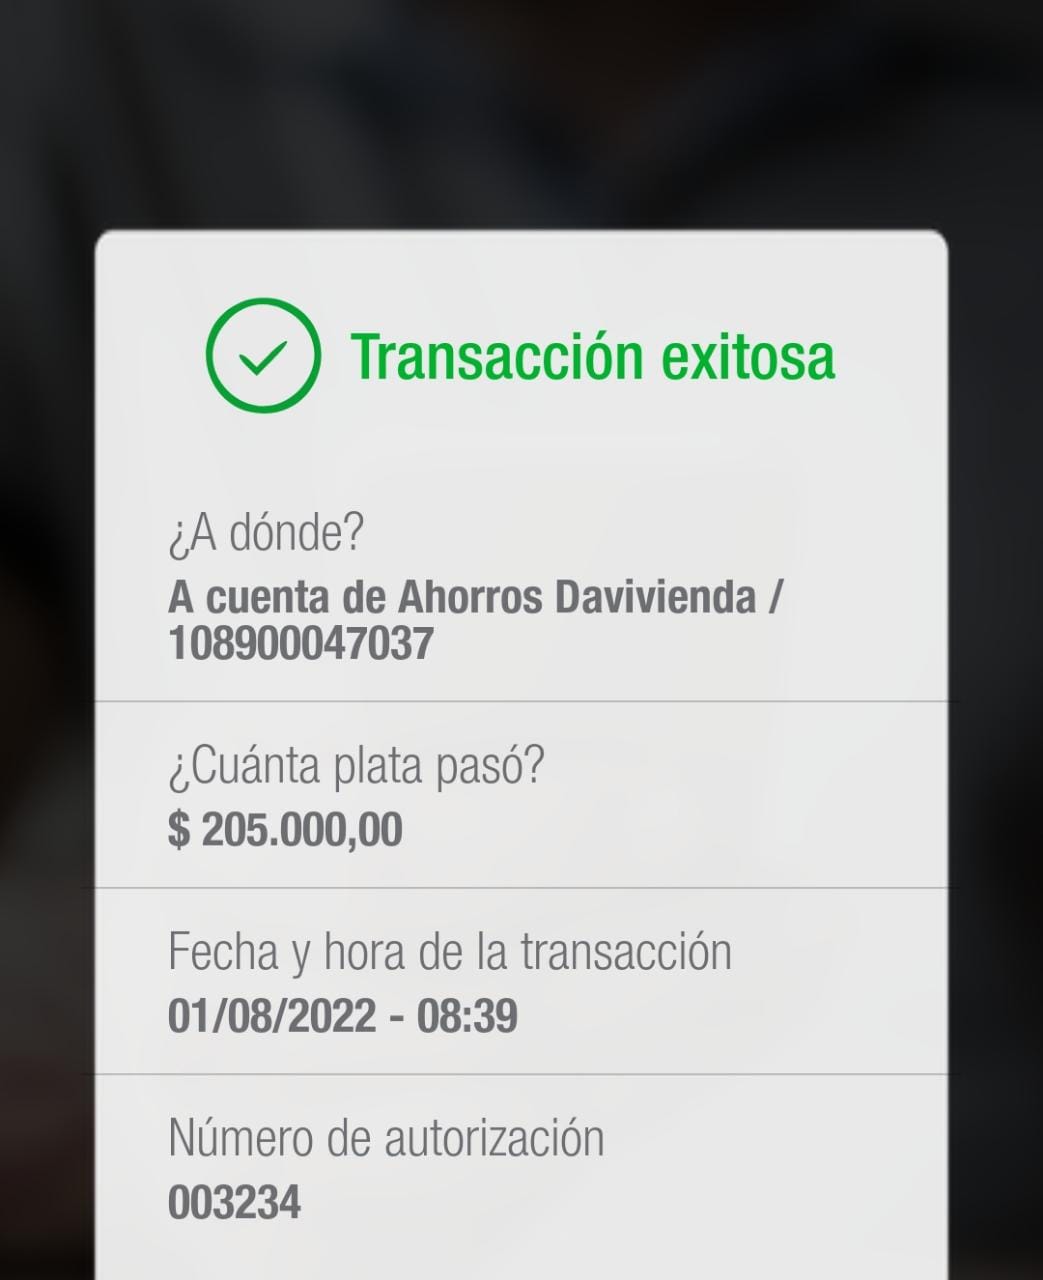 Transacción exitosa
¿A dónde?
A cuenta de Ahorros Davivienda /
108900047037
¿Cuánta plata pasó?
$ 205.000,00
Fecha y hora de la transacción
01/08/2022 - 08:39
Número de autorización
003234